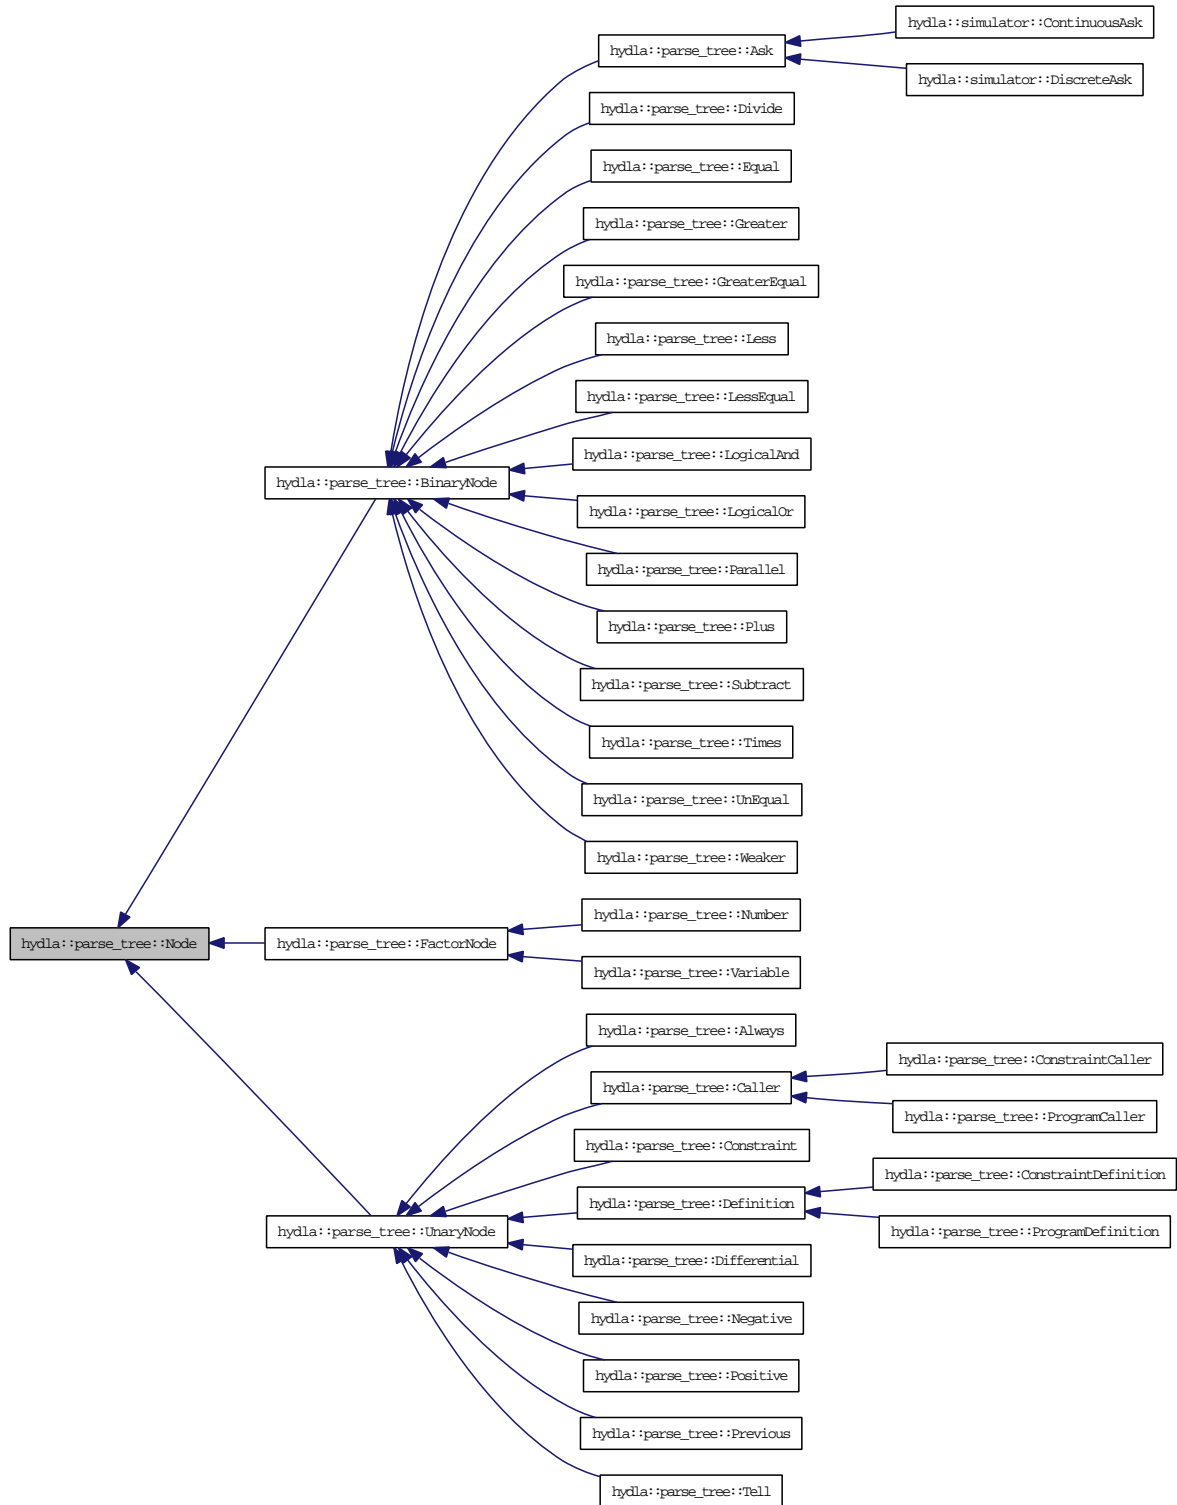 hydla::simulator::ContinuousAsk
hydla::parse_tree::Ask
hydla::simulator::DiscreteAsk
hydla::parse_tree::Divide
hydla::parse_tree::Equal
hydla::parse_tree::Greater
hydla::parse_tree::GreaterEqual
hydla::parse_tree::Less
hydla::parse_tree::LessEqual
hydla::parse_tree::LogicalAnd
hydla::parse_tree::BinaryNode
hydla::parse_tree::LogicalOr
hydla::parse_tree::Parallel
hydla::parse_tree::Plus
hydla::parse_tree::Subtract
hydla::parse_tree::Times
hydla::parse_tree::UnEqual
hydla::parse_tree::Weaker
hydla::parse_tree::Number
hydla::parse_tree::Node
hydla::parse_tree::FactorNode
hydla::parse_tree::Variable
hydla::parse_tree::Always
hydla::parse_tree::ConstraintCaller
hydla::parse_tree::Caller
hydla::parse_tree::ProgramCaller
hydla::parse_tree::Constraint
hydla::parse_tree::ConstraintDefinition
hydla::parse_tree::Definition
hydla::parse_tree::UnaryNode
hydla::parse_tree::ProgramDefinition
hydla::parse_tree::Differential
hydla::parse_tree::Negative
hydla::parse_tree::Positive
hydla::parse_tree::Previous
hydla::parse_tree::Tell